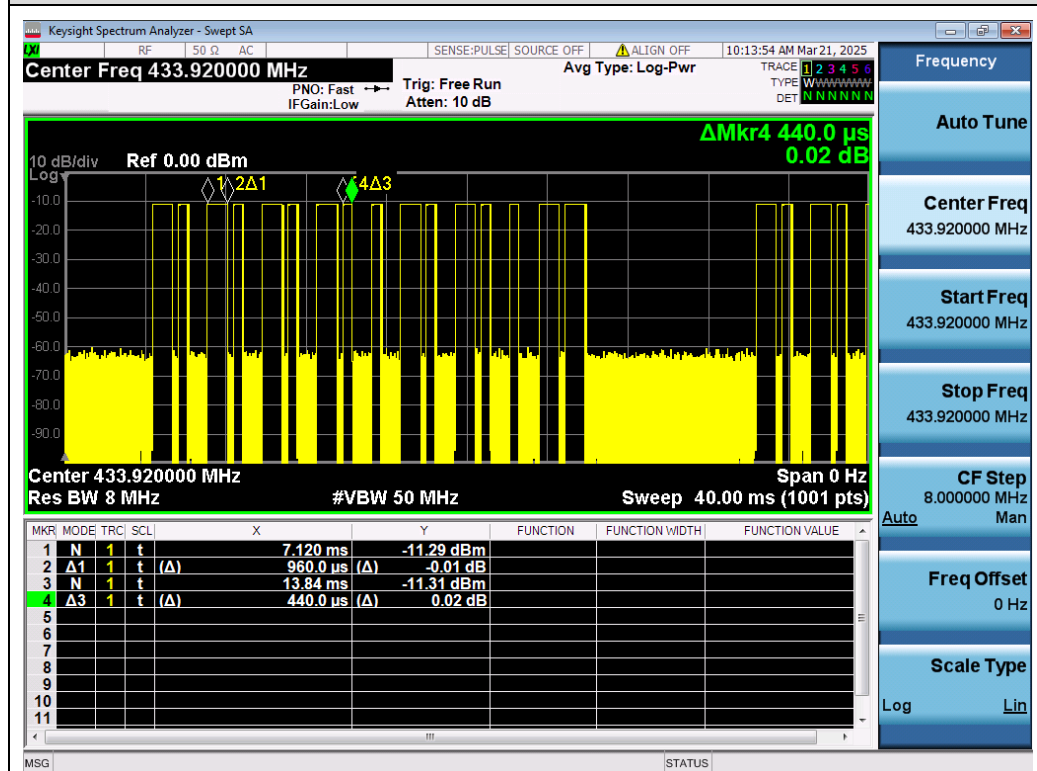 Keysight Spectrum Analyzer - Swept SA
LXI RF 50 Ω AC SENSE:PULSE SOURCE OFF ALIGN OFF 10:13:54 AM Mar 21, 2025
Center Freq 433.920000 MHz
PNO: Fast
IFGain:Low
Trig: Free Run
Atten: 10 dB
Avg Type: Log-Pwr
TRACE 1 2 3 4 5 6
TYPE WWWWWW
DET N N N N N N
ΔMkr4 440.0 µs
0.02 dB
10 dB/div Ref 0.00 dBm
Log
1 2Δ1 4Δ3
-10.0
-20.0
-30.0
-40.0
-50.0
-60.0
-70.0
-80.0
-90.0
Center 433.920000 MHz Span 0 Hz
Res BW 8 MHz #VBW 50 MHz Sweep 40.00 ms (1001 pts)
MKR MODE TRC SCL X Y FUNCTION FUNCTION WIDTH FUNCTION VALUE
1 N 1 t 7.120 ms -11.29 dBm
2 Δ1 1 t (Δ) 960.0 µs (Δ) -0.01 dB
3 N 1 t 13.84 ms -11.31 dBm
4 Δ3 1 t (Δ) 440.0 µs (Δ) 0.02 dB
5
6
7
8
9
10
11
MSG STATUS
Frequency
Auto Tune
Center Freq
433.920000 MHz
Start Freq
433.920000 MHz
Stop Freq
433.920000 MHz
CF Step
8.000000 MHz
Auto Man
Freq Offset
0 Hz
Scale Type
Log Lin